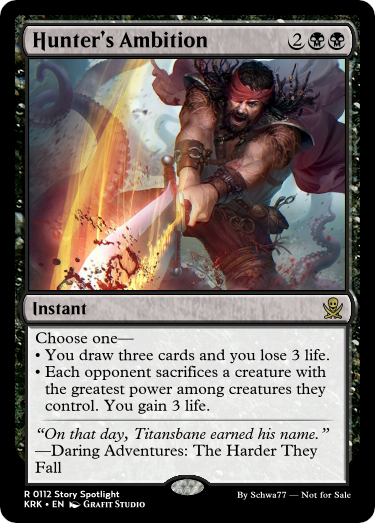 Hunter's Ambition 2
Instant
Choose one—
• You draw three cards and you lose 3 life.
• Each opponent sacrifices a creature with
the greatest power among creatures they
control. You gain 3 life.
“On that day, Titansbane earned his name.”
—Daring Adventures: The Harder They
Fall
R 0112 Story Spotlight
KRK • EN Grafit Studio
By Schwa77 — Not for Sale